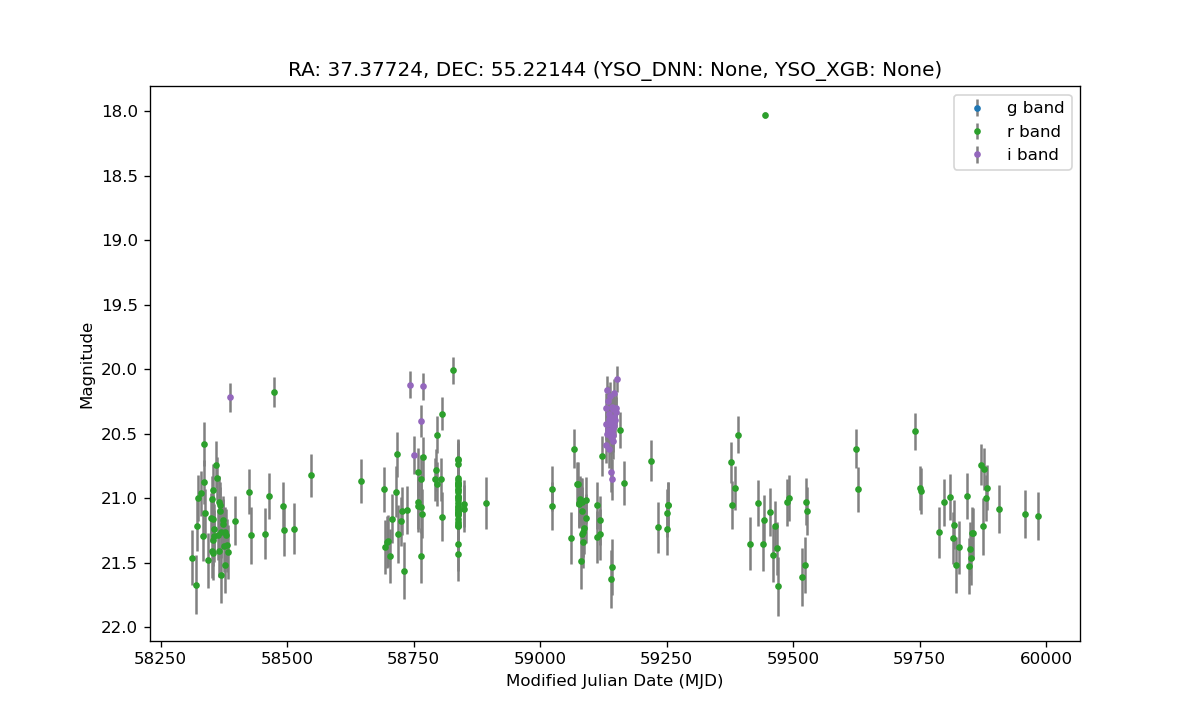 RA: 37.37724, DEC: 55.22144 (YSO_DNN: None, YSO_XGB: None)
g band
r band
i band
18.0
18.5
19.0
19.5
20.0
20.5
21.0
21.5
22.0
Magnitude
58250 58500 58750 59000 59250 59500 59750 60000
Modified Julian Date (MJD)